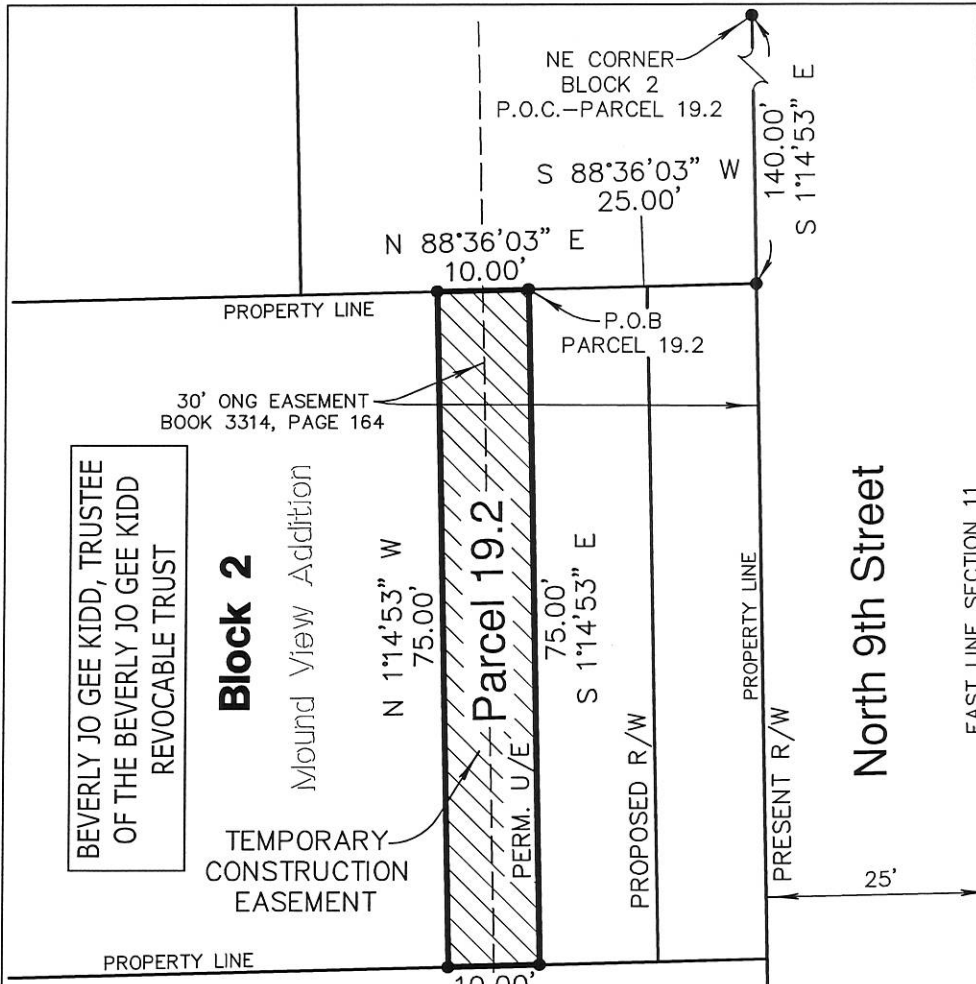 NE CORNER
BLOCK 2
P.O.C.-PARCEL 19.2
140.00'
S 1°14'53" E
S 88°36'03" W
25.00'
N 88°36'03" E
10.00'
PROPERTY LINE
P.O.B
PARCEL 19.2
30' ONG EASEMENT
BOOK 3314, PAGE 164
BEVERLY JO GEE KIDD, TRUSTEE
OF THE BEVERLY JO GEE KIDD
REVOCABLE TRUST
Block 2
Mound View Addition
N 1°14'53" W
75.00'
Parcel 19.2
75.00'
S 1°14'53" E
PERM. U/E
TEMPORARY
CONSTRUCTION
EASEMENT
PROPOSED R/W
PROPERTY LINE
PRESENT R/W
North 9th Street
EAST LINE SECTION 11
25'
PROPERTY LINE
10.00'